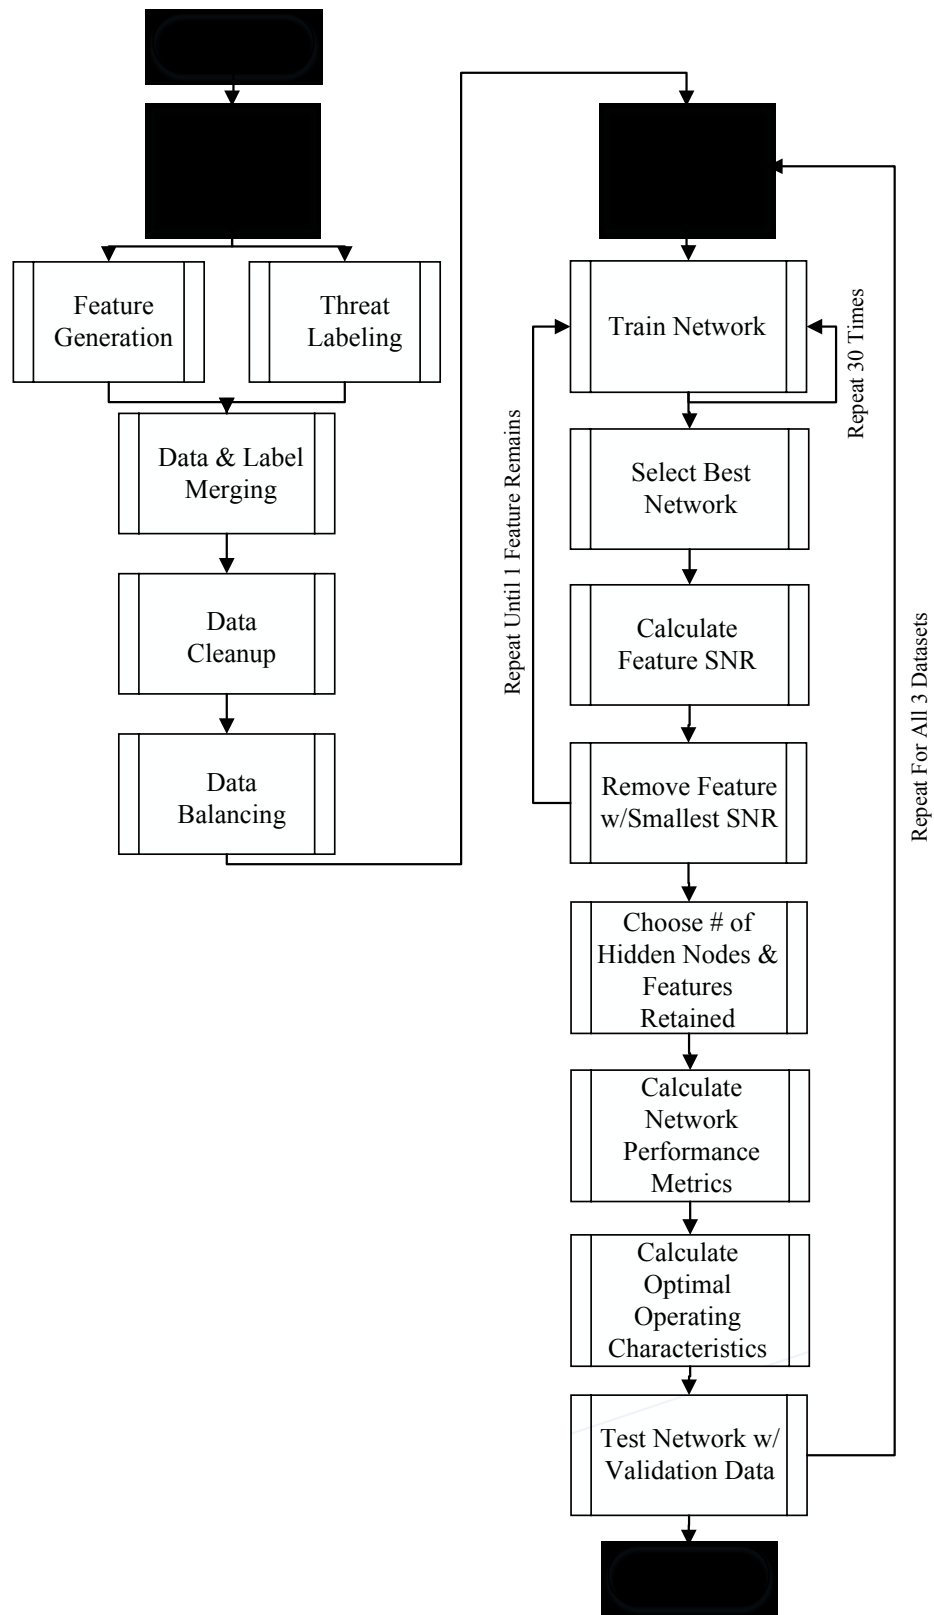 Feature
Generation
Threat
Labeling
Data & Label
Merging
Data
Cleanup
Data
Balancing
Train Network
Repeat 30 Times
Select Best
Network
Calculate
Feature SNR
Remove Feature
w/Smallest SNR
Repeat Until 1 Feature Remains
Choose # of
Hidden Nodes &
Features
Retained
Calculate
Network
Performance
Metrics
Calculate
Optimal
Operating
Characteristics
Test Network w/
Validation Data
Repeat For All 3 Datasets